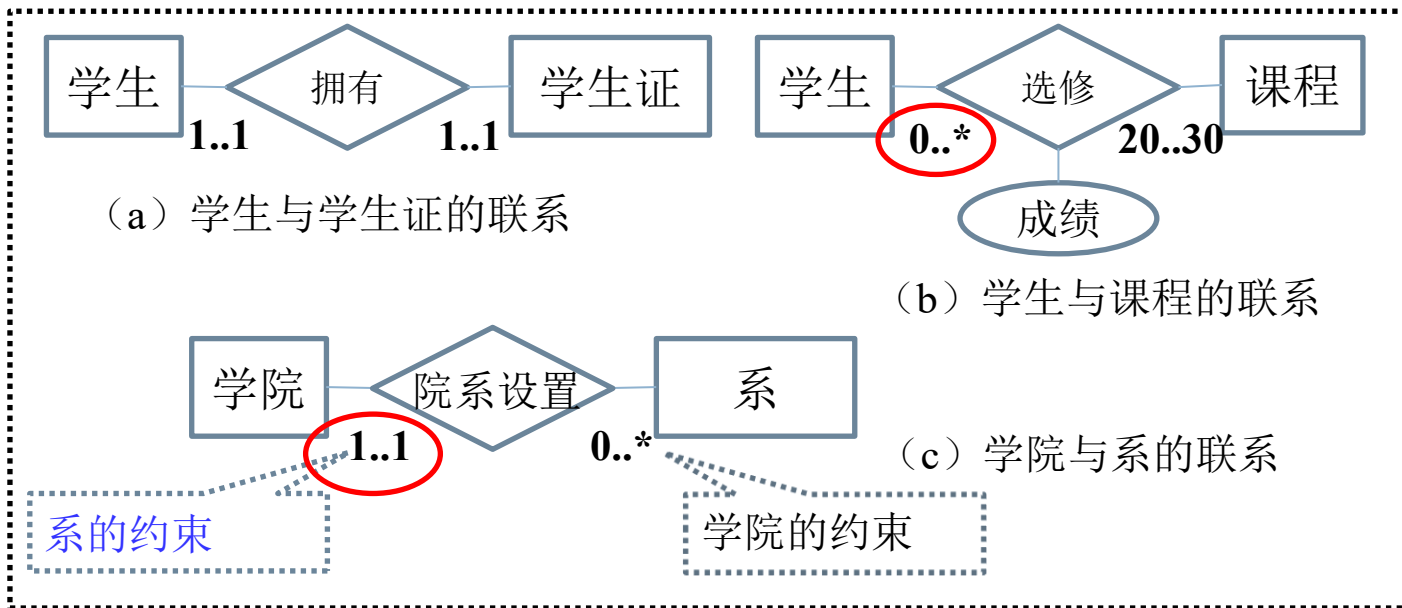 学生
拥有
学生证
1..1
1..1
（a）学生与学生证的联系
学生
选修
课程
0..*
20..30
成绩
（b）学生与课程的联系
学院
院系设置
系
1..1
0..*
（c）学院与系的联系
系的约束
学院的约束